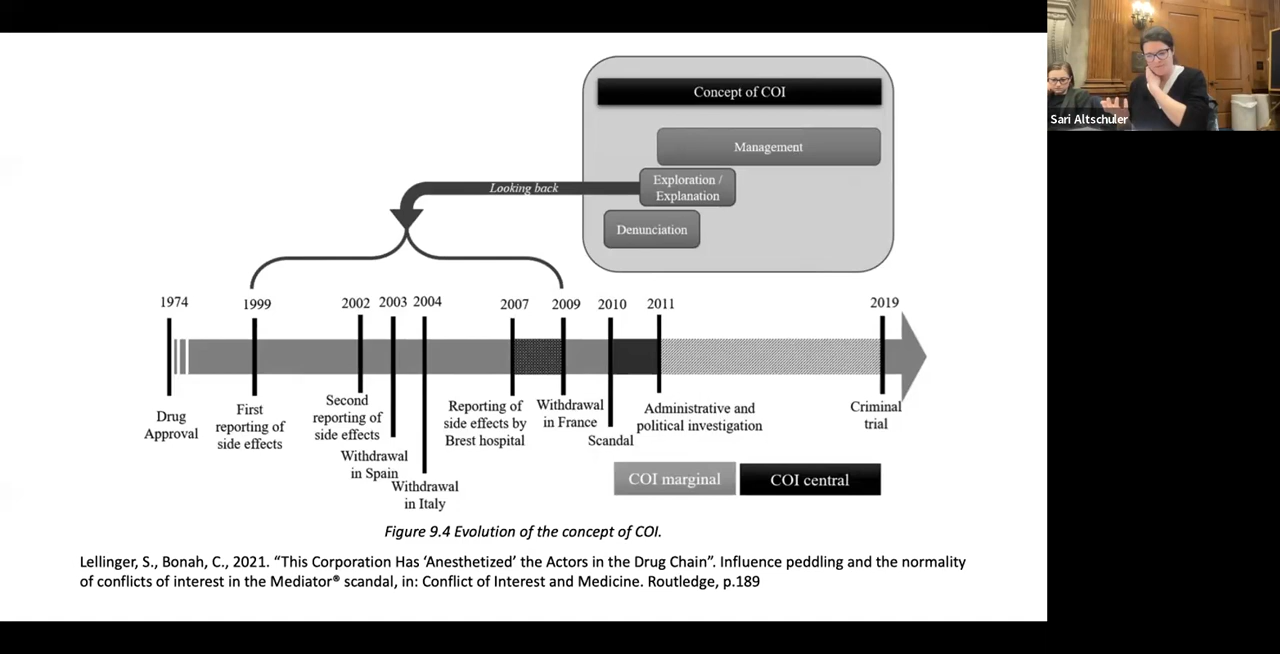 Sari Altschuler
Concept of COI
Management
Exploration /
Explanation
Looking back
Denunciation
1974
1999
2002
2003
2004
2007
2009
2010
2011
2019
Drug
Approval
First
reporting of
side effects
Second
reporting of
side effects
Withdrawal
in Spain
Withdrawal
in Italy
Reporting of
side effects by
Brest hospital
Withdrawal
in France
Scandal
Administrative and
political investigation
Criminal
trial
COI marginal
COI central
Figure 9.4 Evolution of the concept of COI.
Lellinger, S., Bonah, C., 2021. “This Corporation Has ‘Anesthetized’ the Actors in the Drug Chain”. Influence peddling and the normality
of conflicts of interest in the Mediator® scandal, in: Conflict of Interest and Medicine. Routledge, p.189